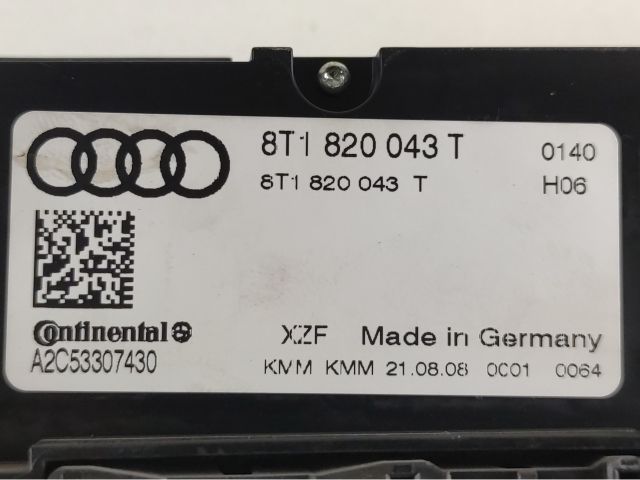 8T1 820 043 T 0140
8T1 820 043 T H06
Continental
A2C53307430
XZF Made in Germany
KMM KMM 21.08.08 0001 0064